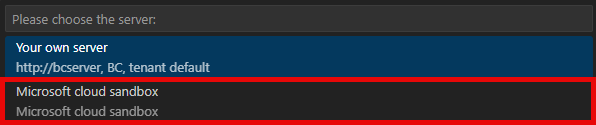 Please choose the server:
Your own server
http://bcserver, BC, tenant default
Microsoft cloud sandbox
Microsoft cloud sandbox